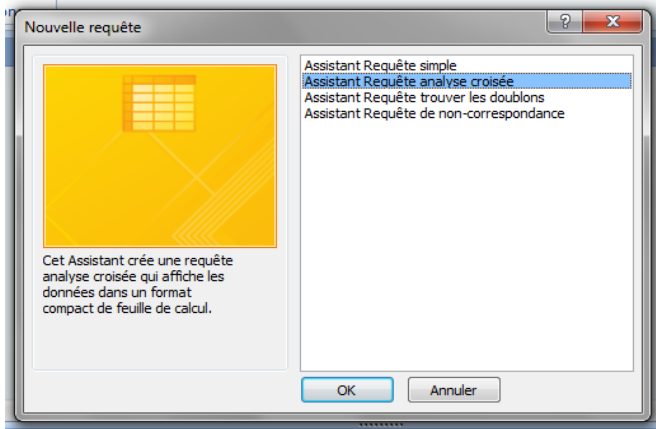 Nouvelle requête
Assistant Requête simple
Assistant Requête analyse croisée
Assistant Requête trouver les doublons
Assistant Requête de non-correspondance
Cet Assistant crée une requête
analyse croisée qui affiche les
données dans un format
compact de feuille de calcul.
OK
Annuler